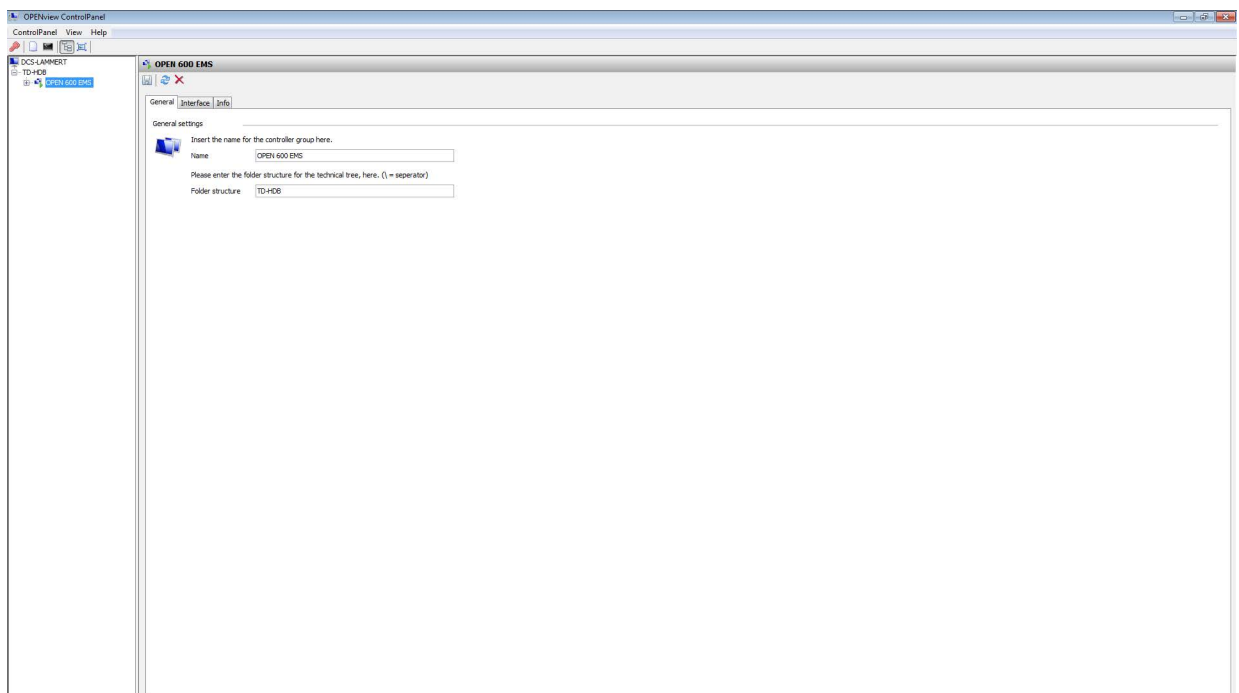 OPENview ControlPanel
ControlPanel View Help
DCS-LAMMERT
TD-HDB
OPEN 600 EMS
OPEN 600 EMS
General Interface Info
General settings
Insert the name for the controller group here.
Name OPEN 600 EMS
Please enter the folder structure for the technical tree, here. (\ = seperator)
Folder structure TD-HDB